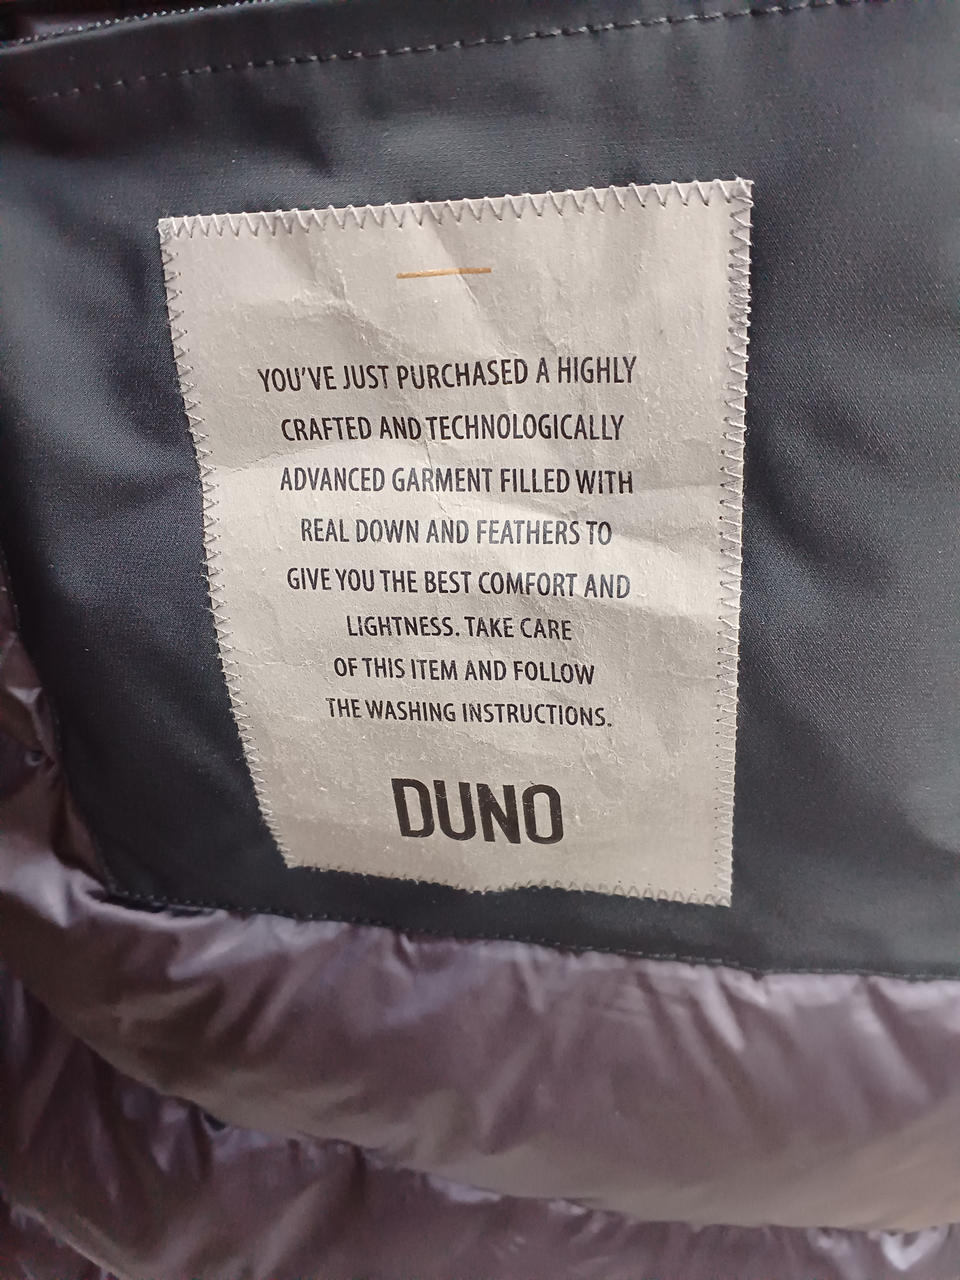 YOU'VE JUST PURCHASED A HIGHLY
CRAFTED AND TECHNOLOGICALLY
ADVANCED GARMENT FILLED WITH
REAL DOWN AND FEATHERS TO
GIVE YOU THE BEST COMFORT AND
LIGHTNESS. TAKE CARE
OF THIS ITEM AND FOLLOW
THE WASHING INSTRUCTIONS.
DUNO